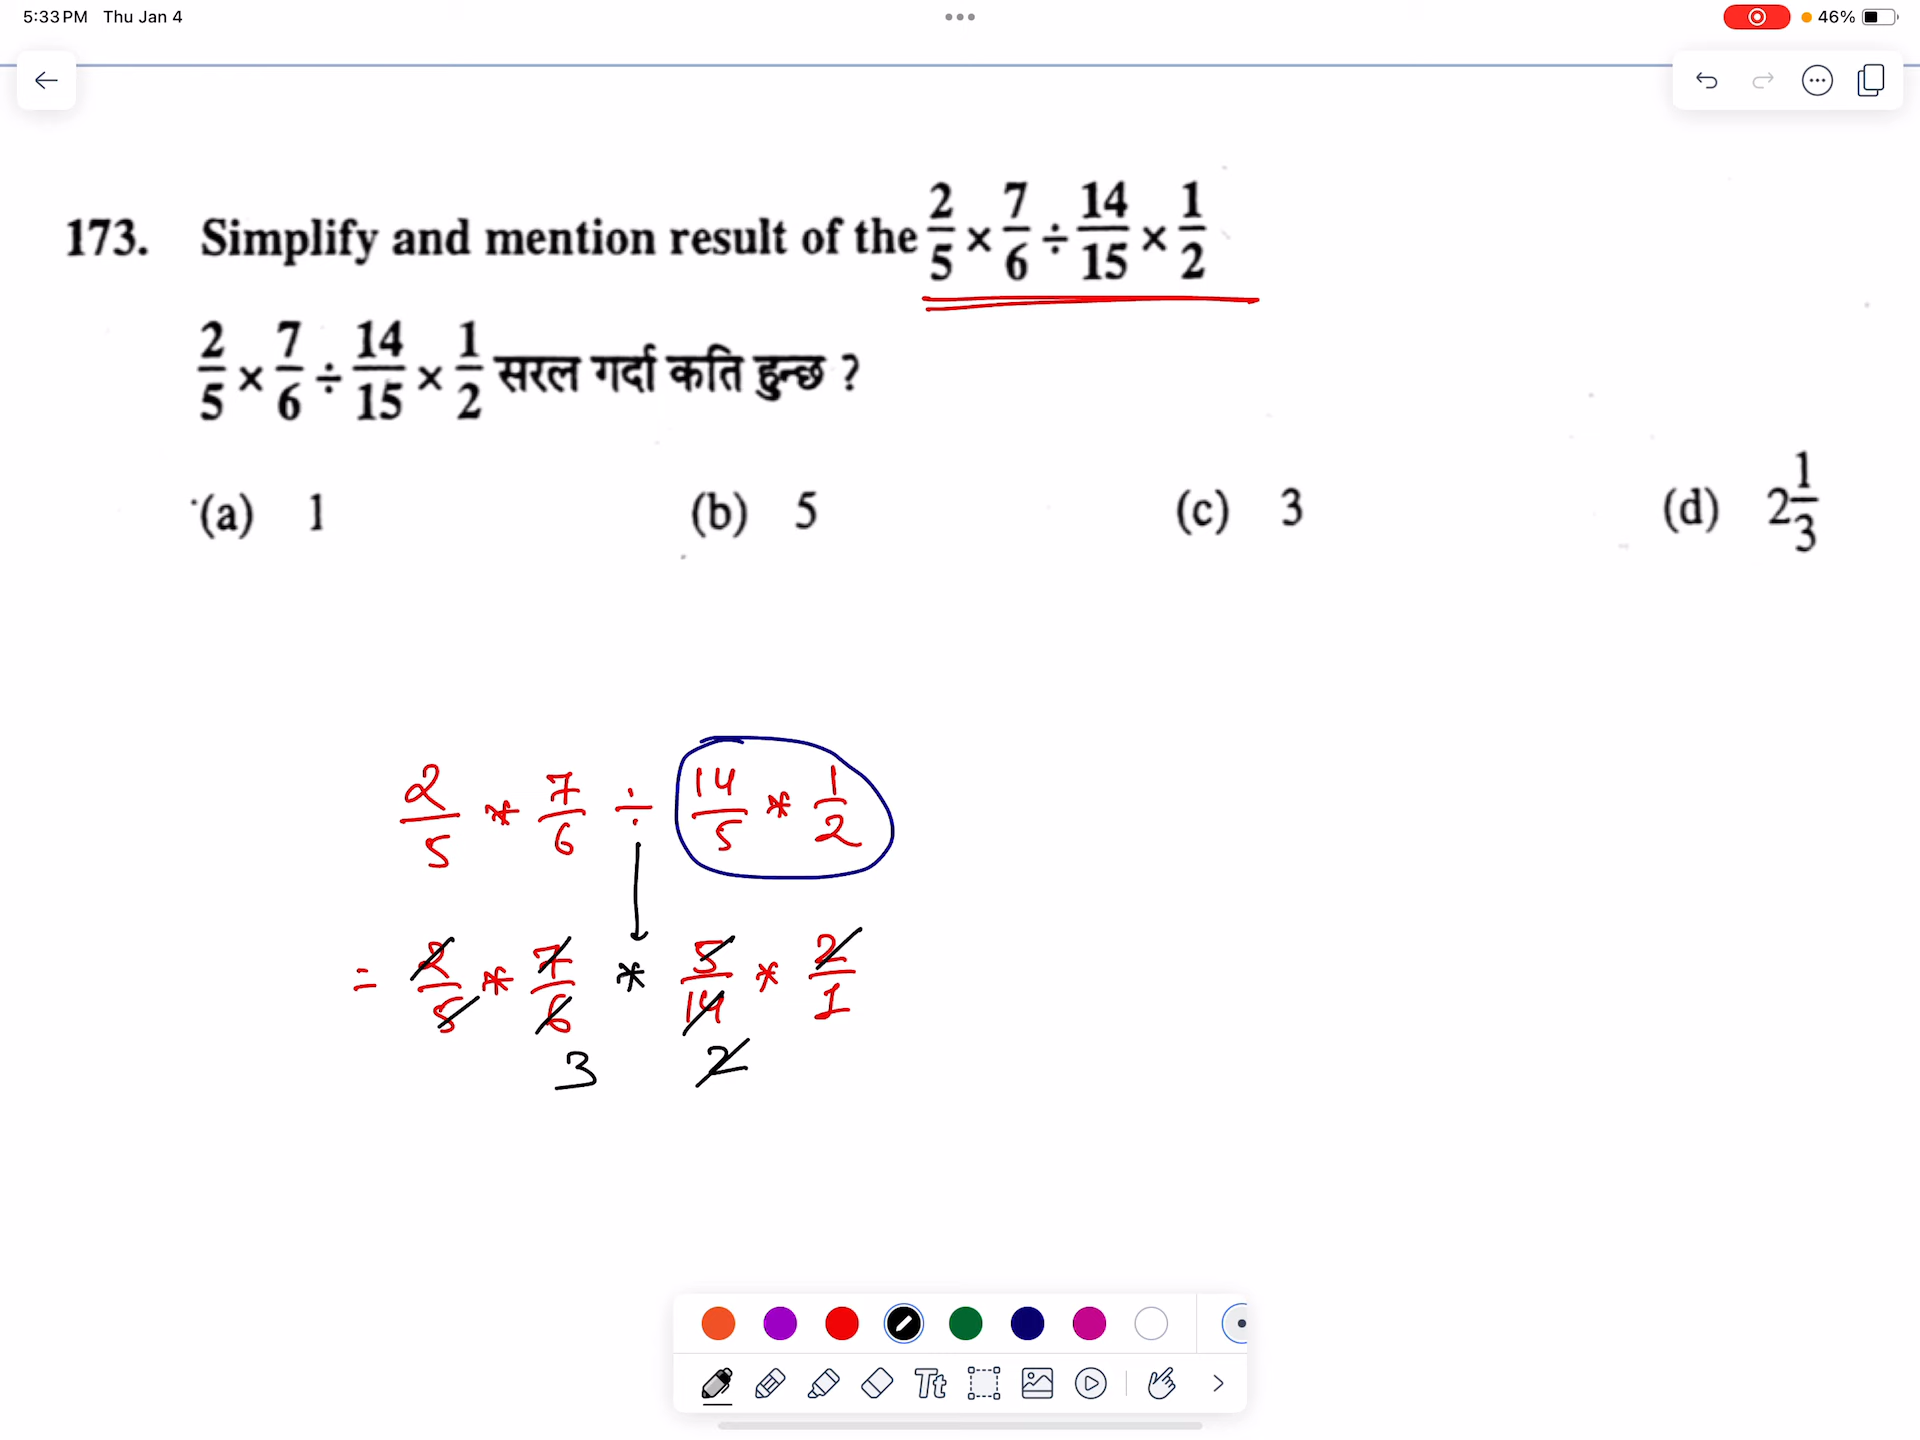 5:33 PM Thu Jan 4
46%
173. Simplify and mention result of the 2/5 × 7/6 ÷ 14/15 × 1/2
2/5 × 7/6 ÷ 14/15 × 1/2 सरल गर्दा कति हुन्छ ?
(a) 1 (b) 5 (c) 3 (d) 2 1/3
2/5 * 7/6 ÷ 14/5 * 1/2
= 2/5 * 7/6 * 5/14 * 2/1
3 2
Tt